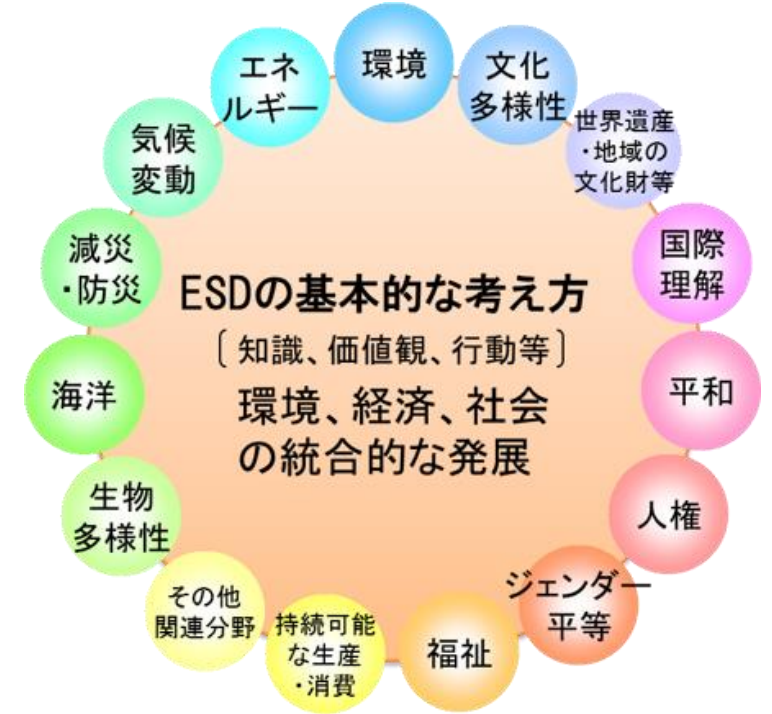 環境
文化
多様性
世界遺産
・地域の
文化財等
国際
理解
平和
人権
ジェンダー
平等
福祉
持続可能
な生産
・消費
その他
関連分野
生物
多様性
海洋
減災
・防災
気候
変動
エネ
ルギー
ESDの基本的な考え方
〔知識、価値観、行動等〕
環境、経済、社会
の統合的な発展